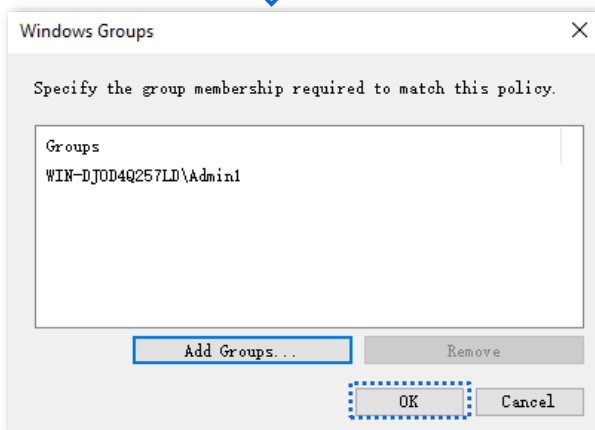 Windows Groups
Specify the group membership required to match this policy.
Groups
WIN-DJOD4Q257LD\Admin1
Add Groups...
Remove
OK
Cancel